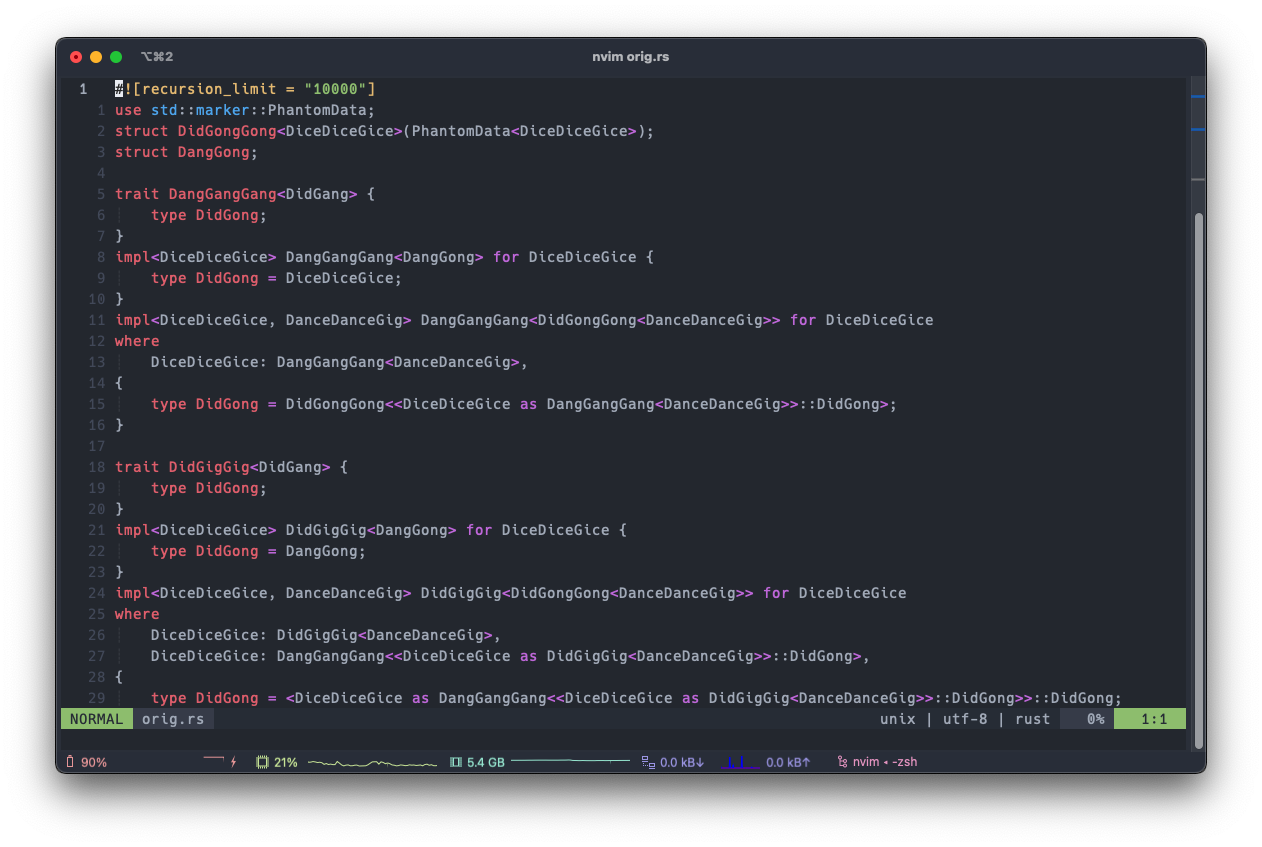 ⌥⌘2
nvim orig.rs
1 #![recursion_limit = "10000"]
1 use std::marker::PhantomData;
2 struct DidGongGong<DiceDiceGice>(PhantomData<DiceDiceGice>);
3 struct DangGong;
4
5 trait DangGangGang<DidGang> {
6     type DidGong;
7 }
8 impl<DiceDiceGice> DangGangGang<DangGong> for DiceDiceGice {
9     type DidGong = DiceDiceGice;
10 }
11 impl<DiceDiceGice, DanceDanceGig> DangGangGang<DidGongGong<DanceDanceGig>> for DiceDiceGice
12 where
13     DiceDiceGice: DangGangGang<DanceDanceGig>,
14 {
15     type DidGong = DidGongGong<<DiceDiceGice as DangGangGang<DanceDanceGig>>::DidGong>;
16 }
17
18 trait DidGigGig<DidGang> {
19     type DidGong;
20 }
21 impl<DiceDiceGice> DidGigGig<DangGong> for DiceDiceGice {
22     type DidGong = DangGong;
23 }
24 impl<DiceDiceGice, DanceDanceGig> DidGigGig<DidGongGong<DanceDanceGig>> for DiceDiceGice
25 where
26     DiceDiceGice: DidGigGig<DanceDanceGig>,
27     DiceDiceGice: DangGangGang<<DiceDiceGice as DidGigGig<DanceDanceGig>>::DidGong>,
28 {
29     type DidGong = <DiceDiceGice as DangGangGang<<DiceDiceGice as DidGigGig<DanceDanceGig>>::DidGong>>::DidGong;
NORMAL orig.rs unix | utf-8 | rust 0% 1:1
90% 21% 5.4 GB 0.0 kB↓ 0.0 kB↑ nvim ◂ -zsh